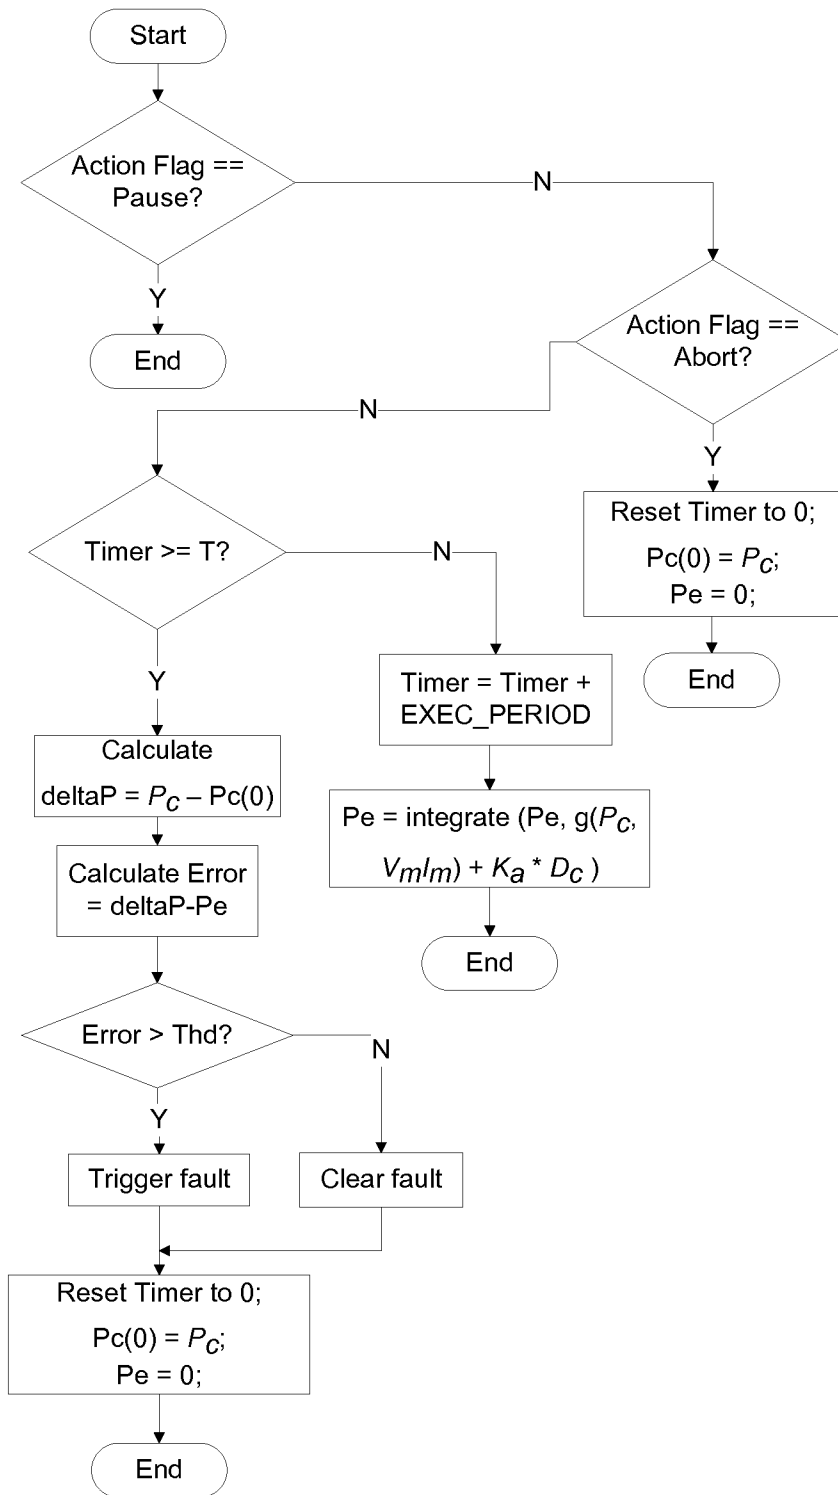 Start
Action Flag ==
Pause?
N
Y
End
Action Flag ==
Abort?
N
Y
Reset Timer to 0;
Pc(0) = Pc;
Pe = 0;
End
Timer >= T?
N
Y
Timer = Timer +
EXEC_PERIOD
Pe = integrate (Pe, g(Pc,
VmIm) + Ka * Dc )
End
Calculate
deltaP = Pc – Pc(0)
Calculate Error
= deltaP-Pe
Error > Thd?
N
Y
Trigger fault
Clear fault
Reset Timer to 0;
Pc(0) = Pc;
Pe = 0;
End